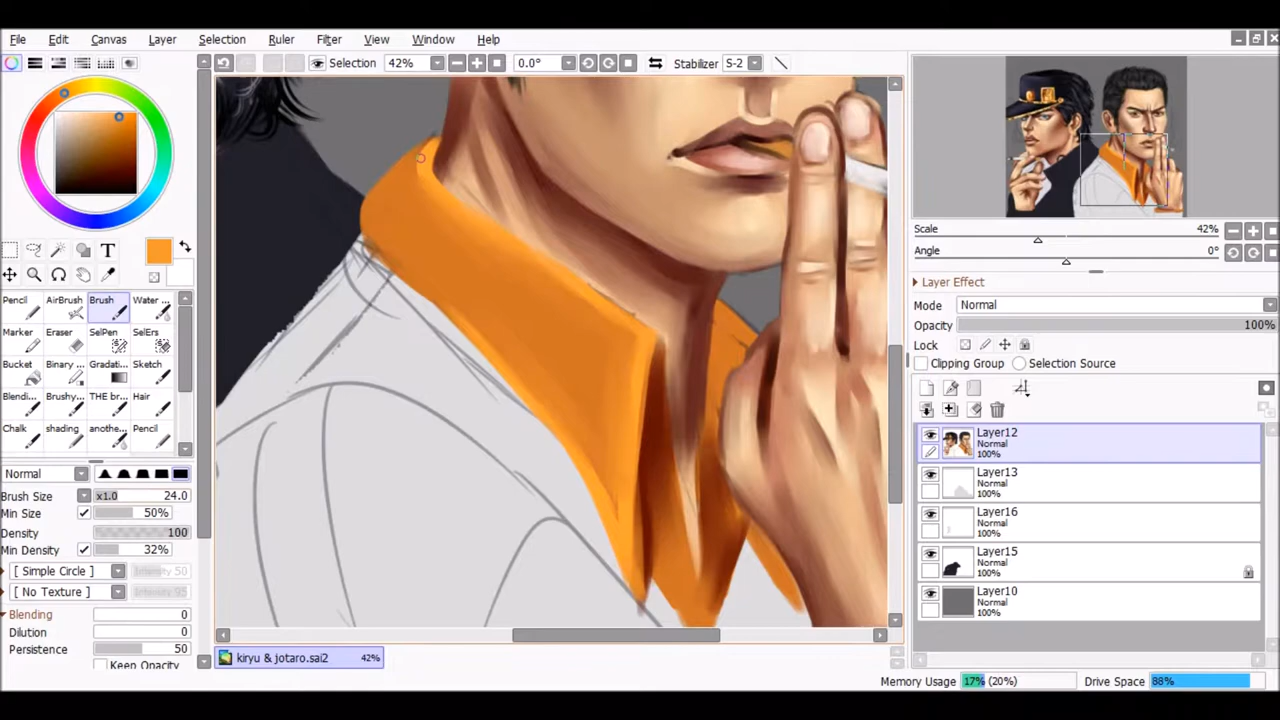 File Edit Canvas Layer Selection Ruler Filter View Window Help
Selection 42% 0.0° Stabilizer S-2
Scale 42%
Angle 0°
Layer Effect
Mode Normal
Opacity 100%
Lock
Clipping Group Selection Source
T
Pencil AirBrush Brush Water ...
Marker Eraser SelPen SelErs
Bucket Binary ... Gradati... Sketch
Blendi... Brushy... THE br... Hair
Chalk shading anothe... Pencil
Normal
Brush Size x1.0 24.0
Min Size 50%
Density 100
Min Density 32%
[ Simple Circle ] Intensity 50
[ No Texture ] Intensity 95
Blending 0
Dilution 0
Persistence 50
Keep Opacity
Layer12
Normal
100%
Layer13
Normal
100%
Layer16
Normal
100%
Layer15
Normal
100%
Layer10
Normal
100%
kiryu & jotaro.sai2 42%
Memory Usage 17% (20%) Drive Space 88%